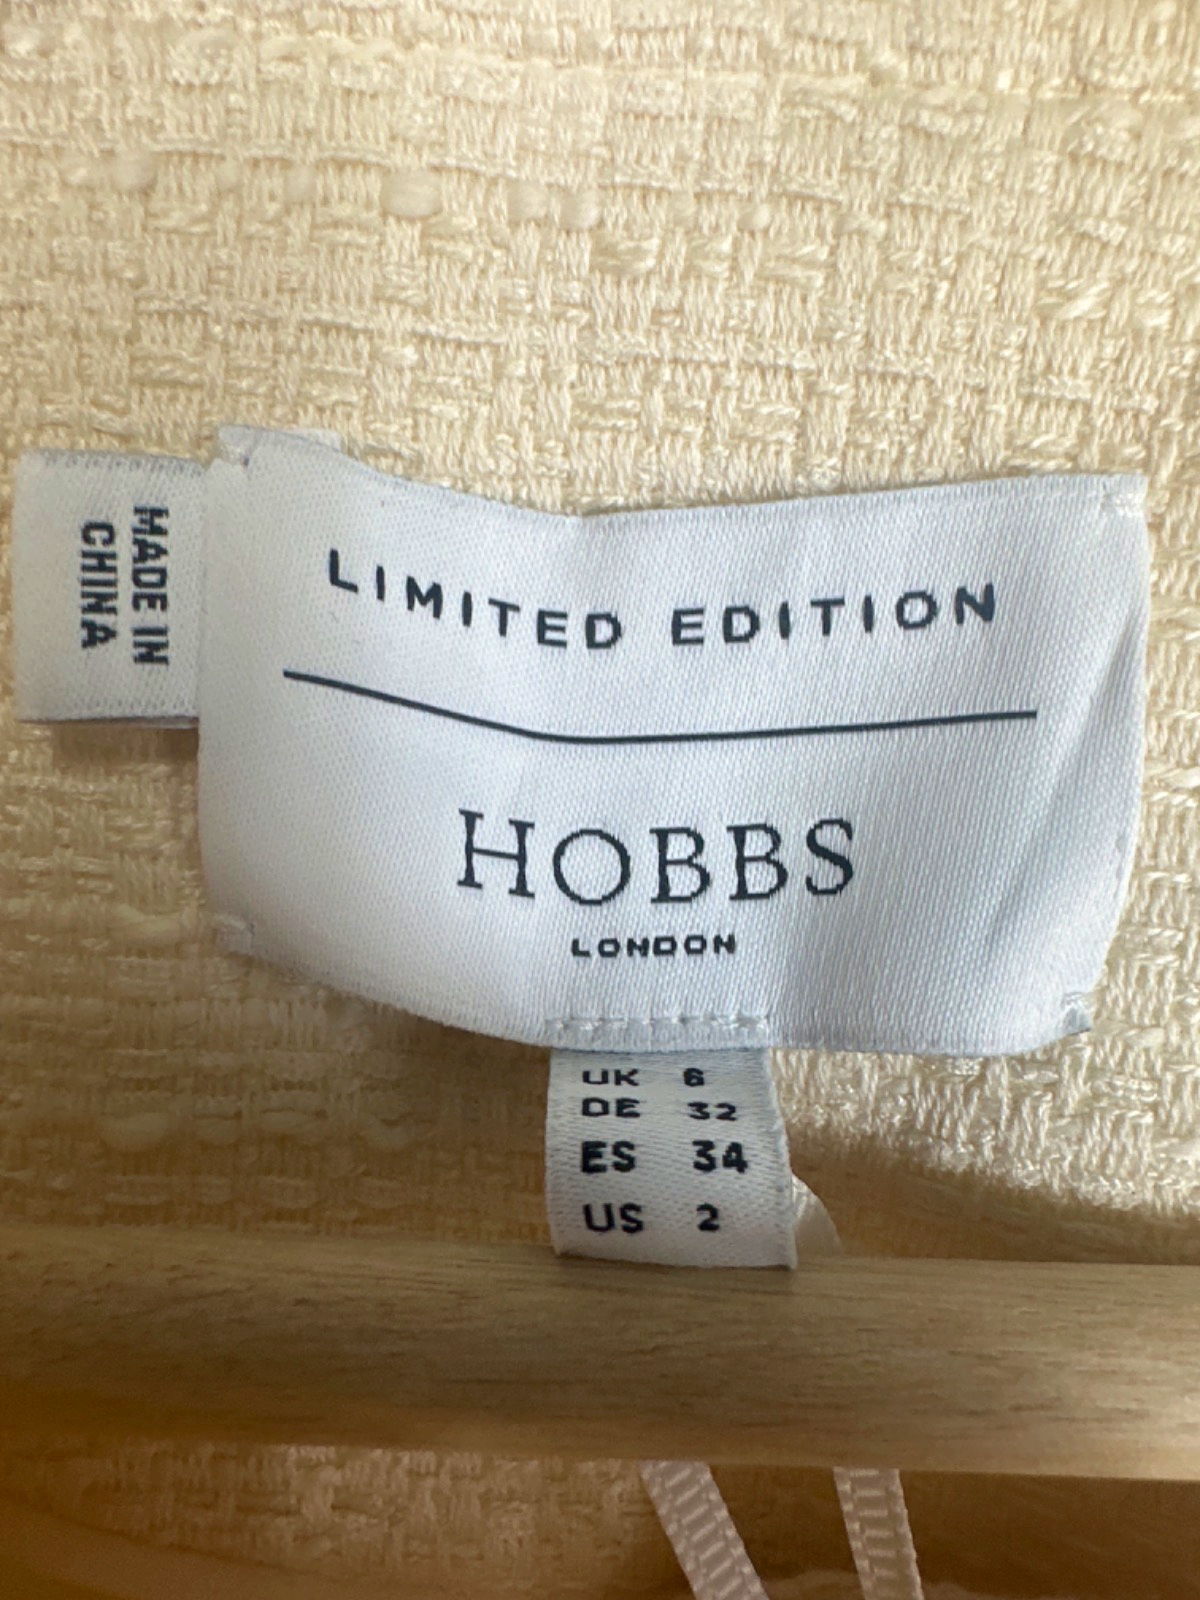 MADE IN
CHINA
LIMITED EDITION
HOBBS
LONDON
UK 6
DE 32
ES 34
US 2